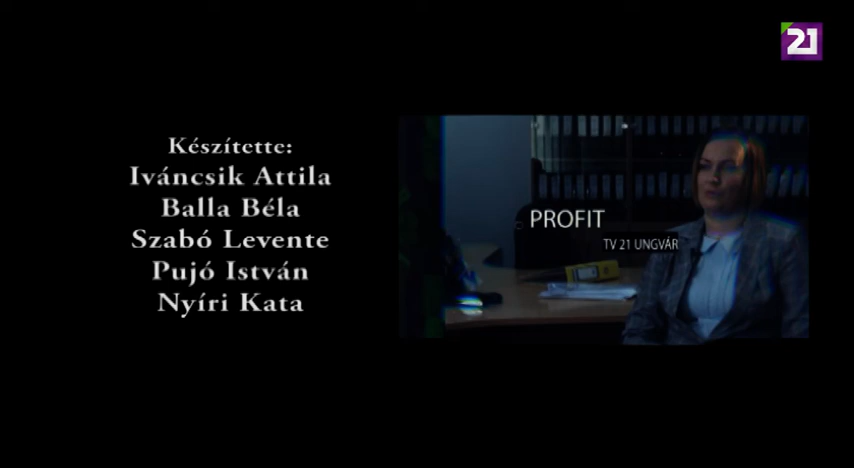 21
Készítette:
Iváncsik Attila
Balla Béla
Szabó Levente
Pujó István
Nyíri Kata
PROFIT
TV 21 UNGVÁR